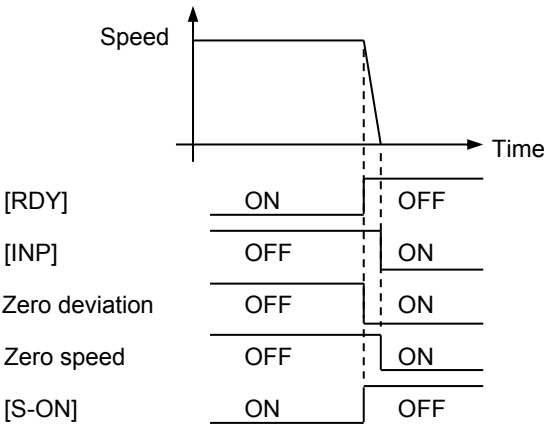 Speed
Time
[RDY] ON OFF
[INP] OFF ON
Zero deviation OFF ON
Zero speed OFF ON
[S-ON] ON OFF